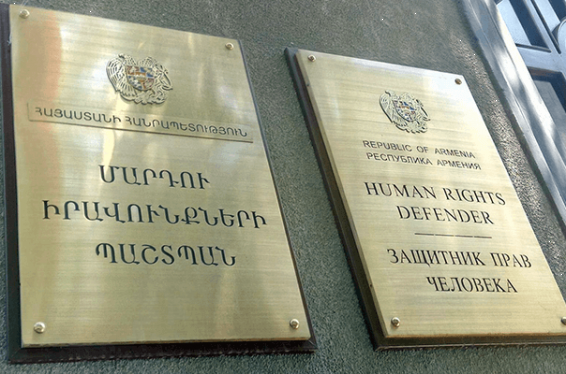 ՀԱՅԱՍՏԱՆԻ ՀԱՆՐԱՊԵՏՈՒԹՅՈՒՆ
ՄԱՐԴՈՒ
ԻՐԱՎՈՒՆՔՆԵՐԻ
ՊԱՇՏՊԱՆ
REPUBLIC OF ARMENIA
РЕСПУБЛИКА АРМЕНИЯ
HUMAN RIGHTS
DEFENDER
ЗАЩИТНИК ПРАВ
ЧЕЛОВЕКА